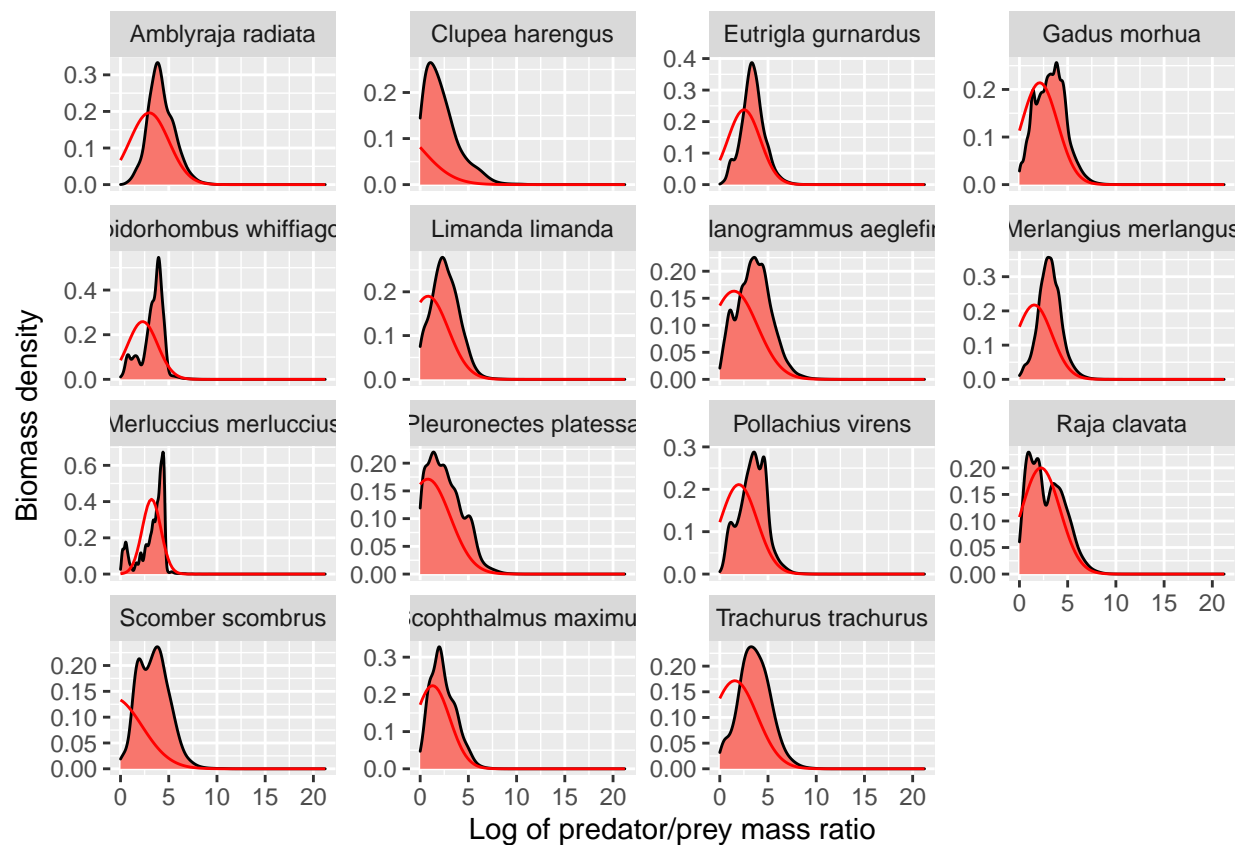 Amblyraja radiata Clupea harengus Eutrigla gurnardus Gadus morhua
0.3 0.2 0.1 0.0
0.2 0.1 0.0
0.4 0.3 0.2 0.1 0.0
0.2 0.1 0.0
pidorhombus whiffiago Limanda limanda lanogrammus aeglefin Merlangius merlangus
0.4 0.2 0.0
0.2 0.1 0.0
0.20 0.15 0.10 0.05 0.00
0.3 0.2 0.1 0.0
Biomass density
Merluccius merluccius Pleuronectes platessa Pollachius virens Raja clavata
0.6 0.4 0.2 0.0
0.20 0.15 0.10 0.05 0.00
0.3 0.2 0.1 0.0
0.20 0.15 0.10 0.05 0.00
0 5 10 15 20
Scomber scombrus Scophthalmus maximu Trachurus trachurus
0.20 0.15 0.10 0.05 0.00
0.3 0.2 0.1 0.0
0.20 0.15 0.10 0.05 0.00
0 5 10 15 20 0 5 10 15 20 0 5 10 15 20
Log of predator/prey mass ratio